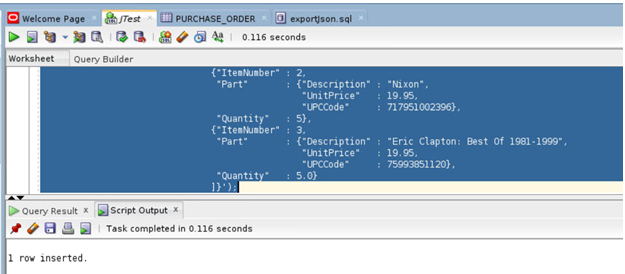 Welcome Page x JTest x PURCHASE_ORDER x exportJson.sql x
0.116 seconds
Worksheet Query Builder
{"ItemNumber" : 2,
"Part" : {"Description" : "Nixon",
"UnitPrice" : 19.95,
"UPCCode" : 717951002396},
"Quantity" : 5},
{"ItemNumber" : 3,
"Part" : {"Description" : "Eric Clapton: Best Of 1981-1999",
"UnitPrice" : 19.95,
"UPCCode" : 75993851120},
"Quantity" : 5.0}
]}');
Query Result x Script Output x
Task completed in 0.116 seconds
1 row inserted.